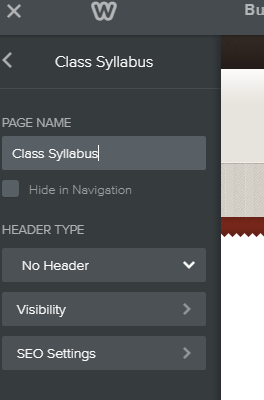 Bu
Class Syllabus
PAGE NAME
Class Syllabus
Hide in Navigation
HEADER TYPE
No Header
Visibility
SEO Settings